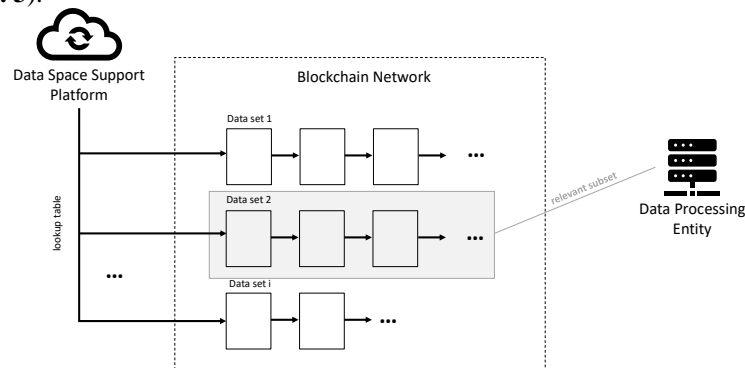 Data Space Support
Platform
Blockchain Network
Data set 1
...
Data set 2
relevant subset
...
Data Processing
Entity
lookup table
...
Data set i
...